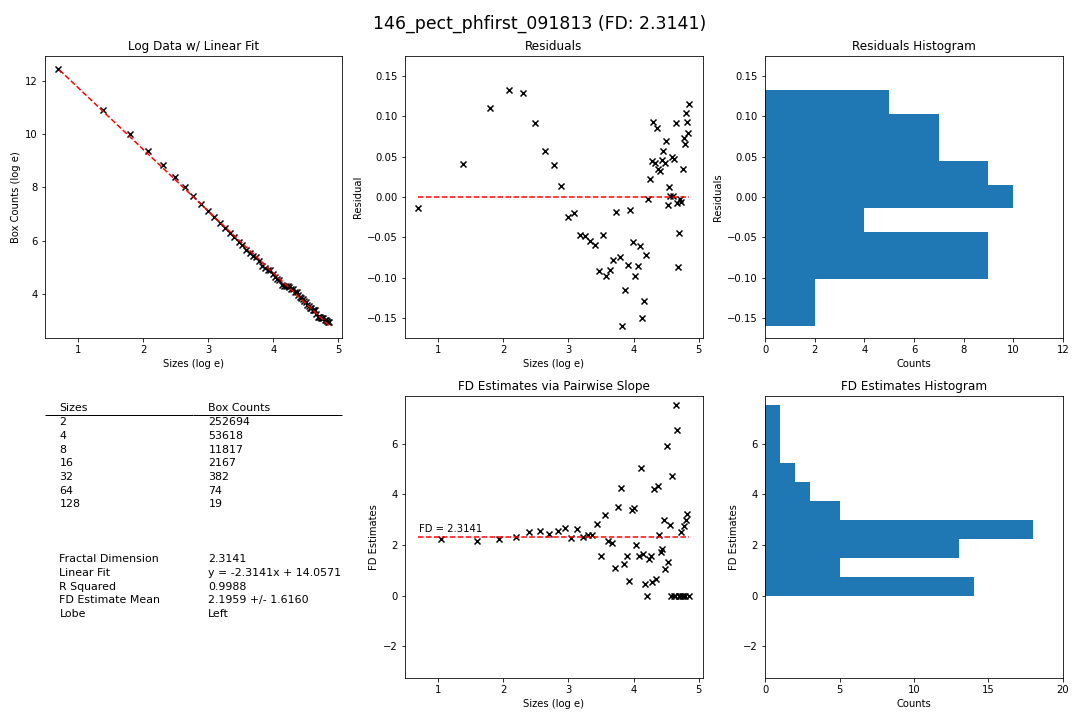 146_pect_phfirst_091813 (FD: 2.3141)
Log Data w/ Linear Fit
12
10
8
6
4
Box Counts (log e)
1 2 3 4 5
Sizes (log e)
Residuals
0.15
0.10
0.05
0.00
−0.05
−0.10
−0.15
Residual
1 2 3 4 5
Sizes (log e)
Residuals Histogram
0.15
0.10
0.05
0.00
−0.05
−0.10
−0.15
Residuals
0 2 4 6 8 10 12
Counts
Sizes Box Counts
2 252694
4 53618
8 11817
16 2167
32 382
64 74
128 19
Fractal Dimension 2.3141
Linear Fit y = -2.3141x + 14.0571
R Squared 0.9988
FD Estimate Mean 2.1959 +/- 1.6160
Lobe Left
FD Estimates via Pairwise Slope
6
4
2
0
−2
FD Estimates
FD = 2.3141
1 2 3 4 5
Sizes (log e)
FD Estimates Histogram
6
4
2
0
−2
FD Estimates
0 5 10 15 20
Counts